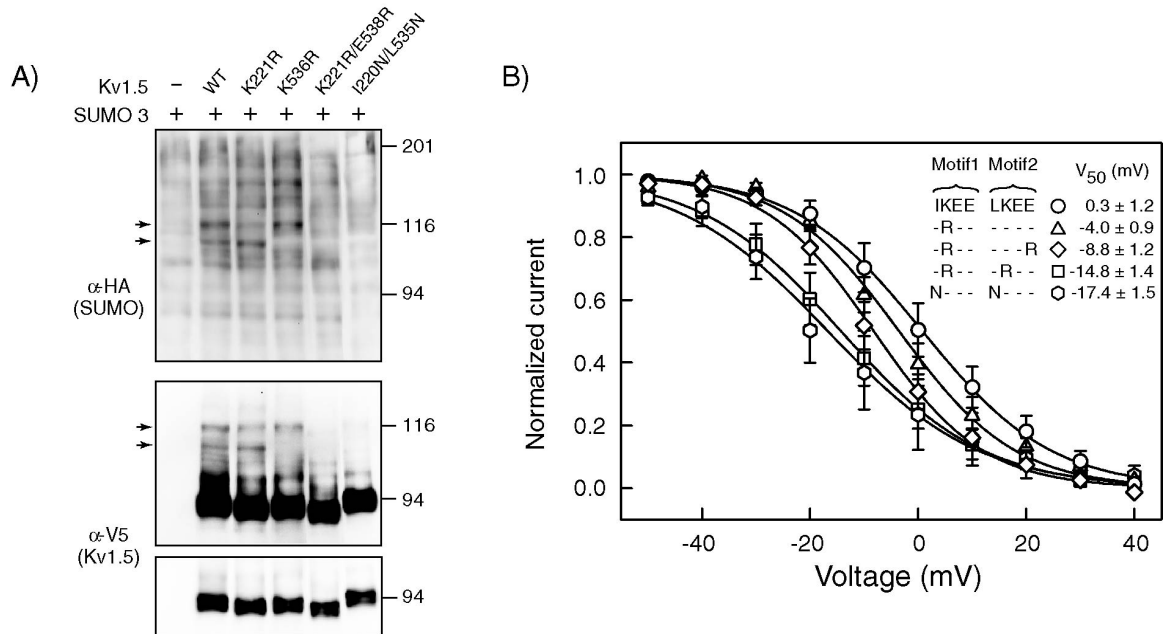 A)
Kv1.5 – WT K221R K536R K221R/E538R I220N/L535N
SUMO 3 + + + + + +
201
116
94
α-HA
(SUMO)
116
94
α-V5
(Kv1.5)
94
B)
Normalized current
1.0
0.8
0.6
0.4
0.2
0.0
-40 -20 0 20 40
Voltage (mV)
Motif1 Motif2 V50 (mV)
IKEE LKEE 0.3 ± 1.2
-R-- ---- -4.0 ± 0.9
-R-- ---R -8.8 ± 1.2
-R-- -R-- -14.8 ± 1.4
N--- N--- -17.4 ± 1.5